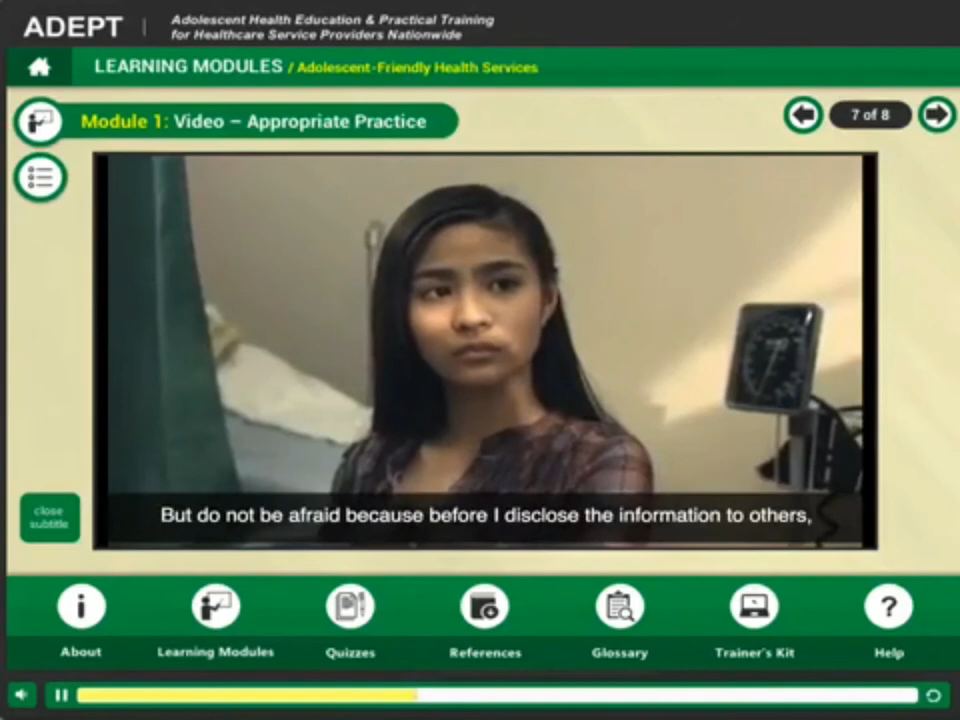 ADEPT
Adolescent Health Education & Practical Training
for Healthcare Service Providers Nationwide
LEARNING MODULES / Adolescent-Friendly Health Services
Module 1: Video – Appropriate Practice
7 of 8
close
subtitle
But do not be afraid because before I disclose the information to others,
About
Learning Modules
Quizzes
References
Glossary
Trainer's Kit
Help